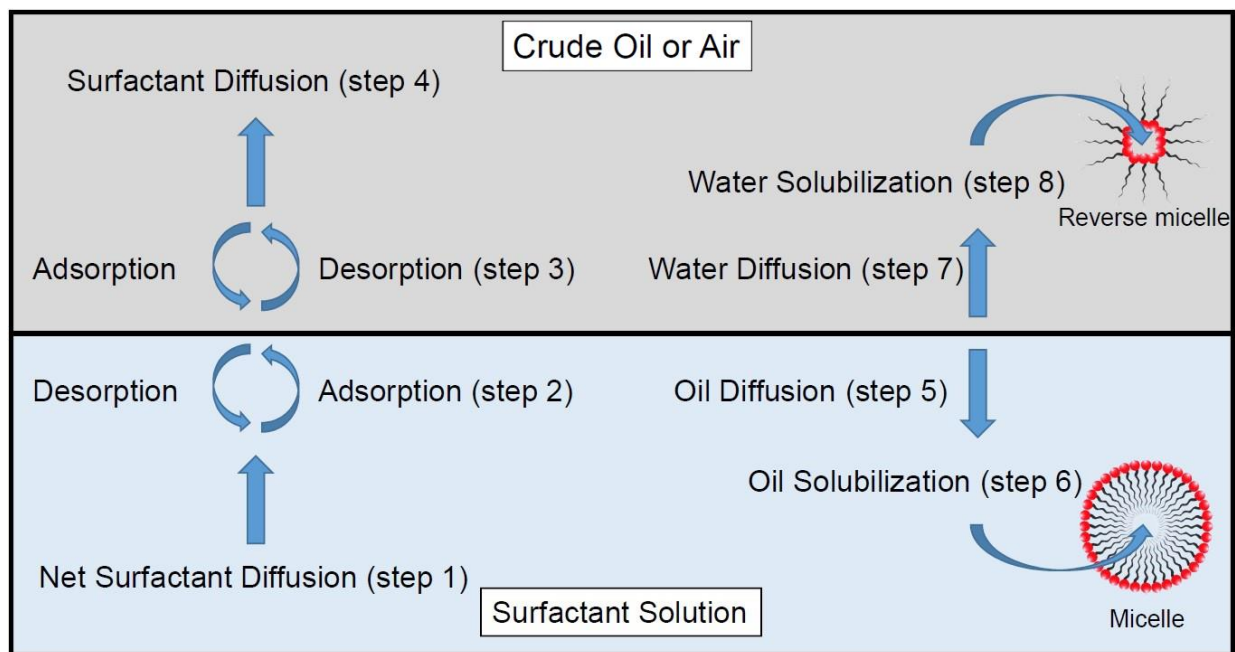 Crude Oil or Air
Surfactant Diffusion (step 4)
Water Solubilization (step 8)
Reverse micelle
Adsorption
Desorption (step 3)
Water Diffusion (step 7)
Desorption
Adsorption (step 2)
Oil Diffusion (step 5)
Oil Solubilization (step 6)
Net Surfactant Diffusion (step 1)
Surfactant Solution
Micelle